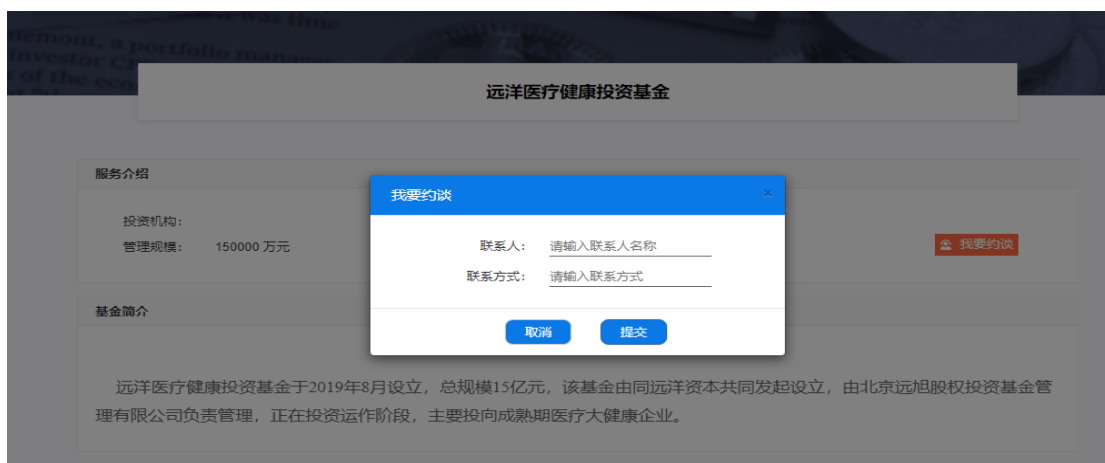 was time
a portfolio manager
of the eco
远洋医疗健康投资基金
服务介绍
我要约谈
×
投资机构：
管理规模： 150000 万元
联系人： 请输入联系人名称
我要约谈
联系方式： 请输入联系方式
基金简介
取消 提交
远洋医疗健康投资基金于2019年8月设立，总规模15亿元，该基金由同远洋资本共同发起设立，由北京远旭股权投资基金管
理有限公司负责管理，正在投资运作阶段，主要投向成熟期医疗大健康企业。